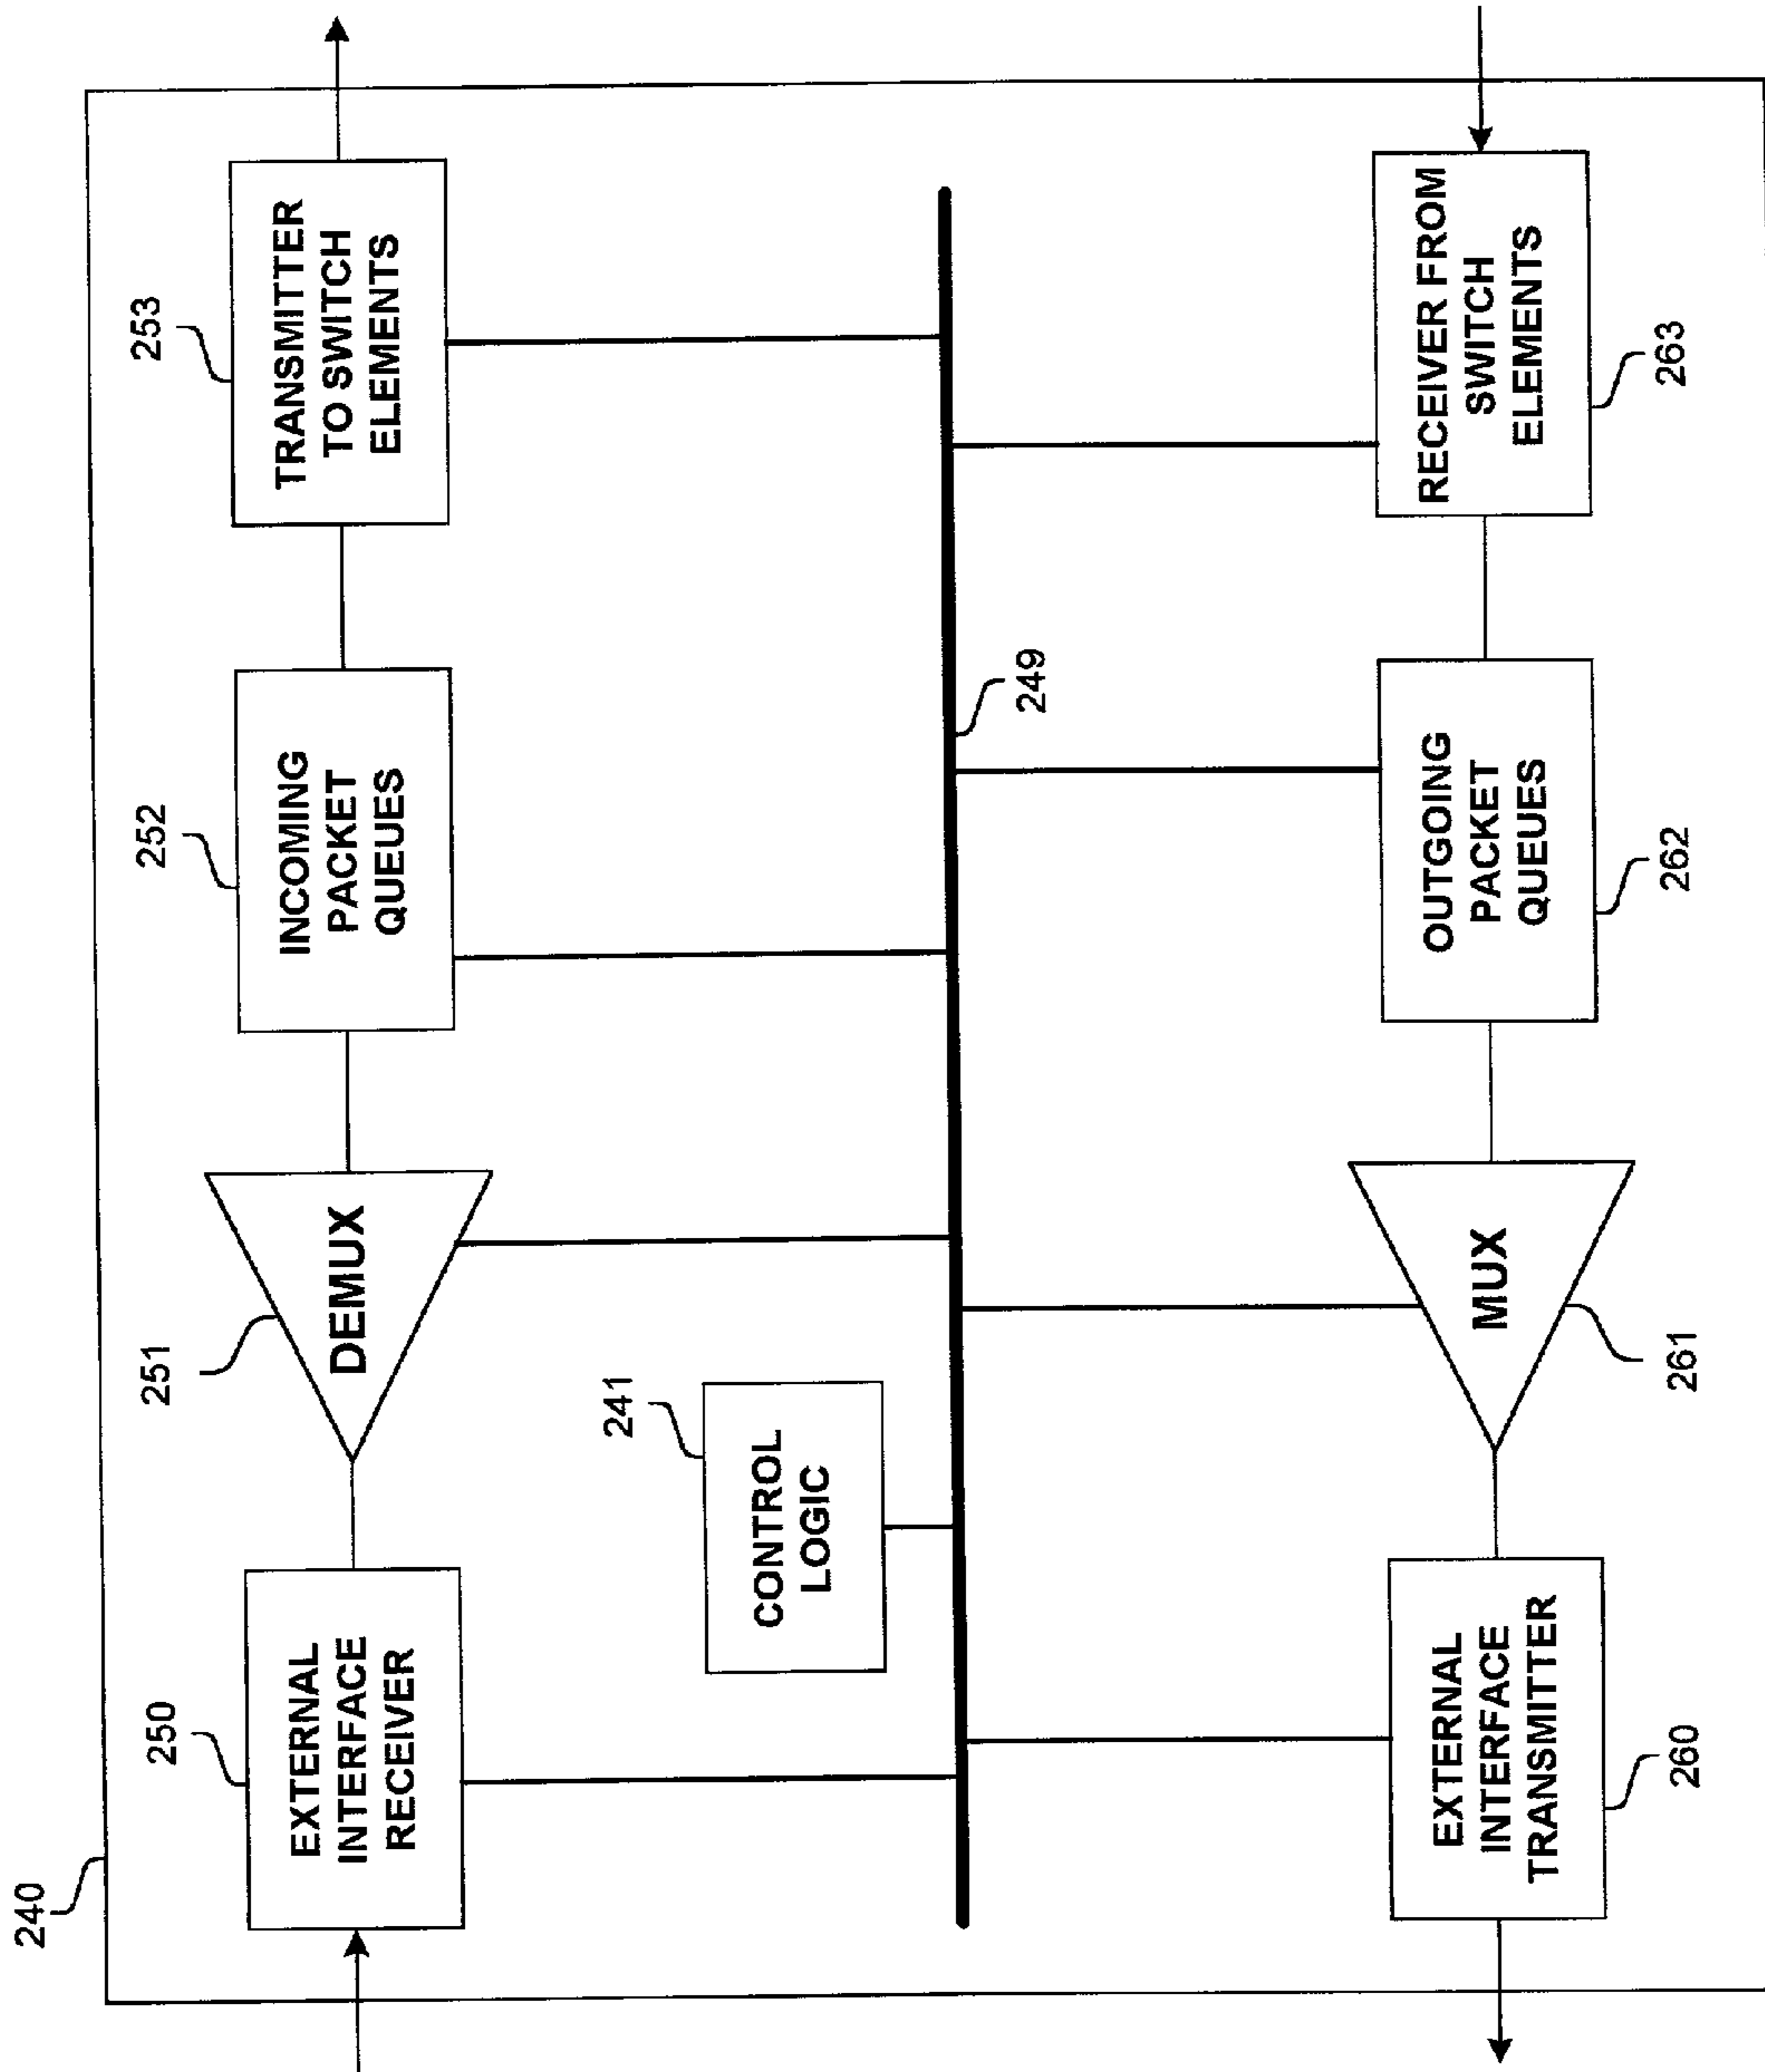 240
250
EXTERNAL
INTERFACE
RECEIVER
251
DEMUX
252
INCOMING
PACKET
QUEUES
253
TRANSMITTER
TO SWITCH
ELEMENTS
241
CONTROL
LOGIC
249
EXTERNAL
INTERFACE
TRANSMITTER
260
MUX
261
OUTGOING
PACKET
QUEUES
262
RECEIVER FROM
SWITCH
ELEMENTS
263